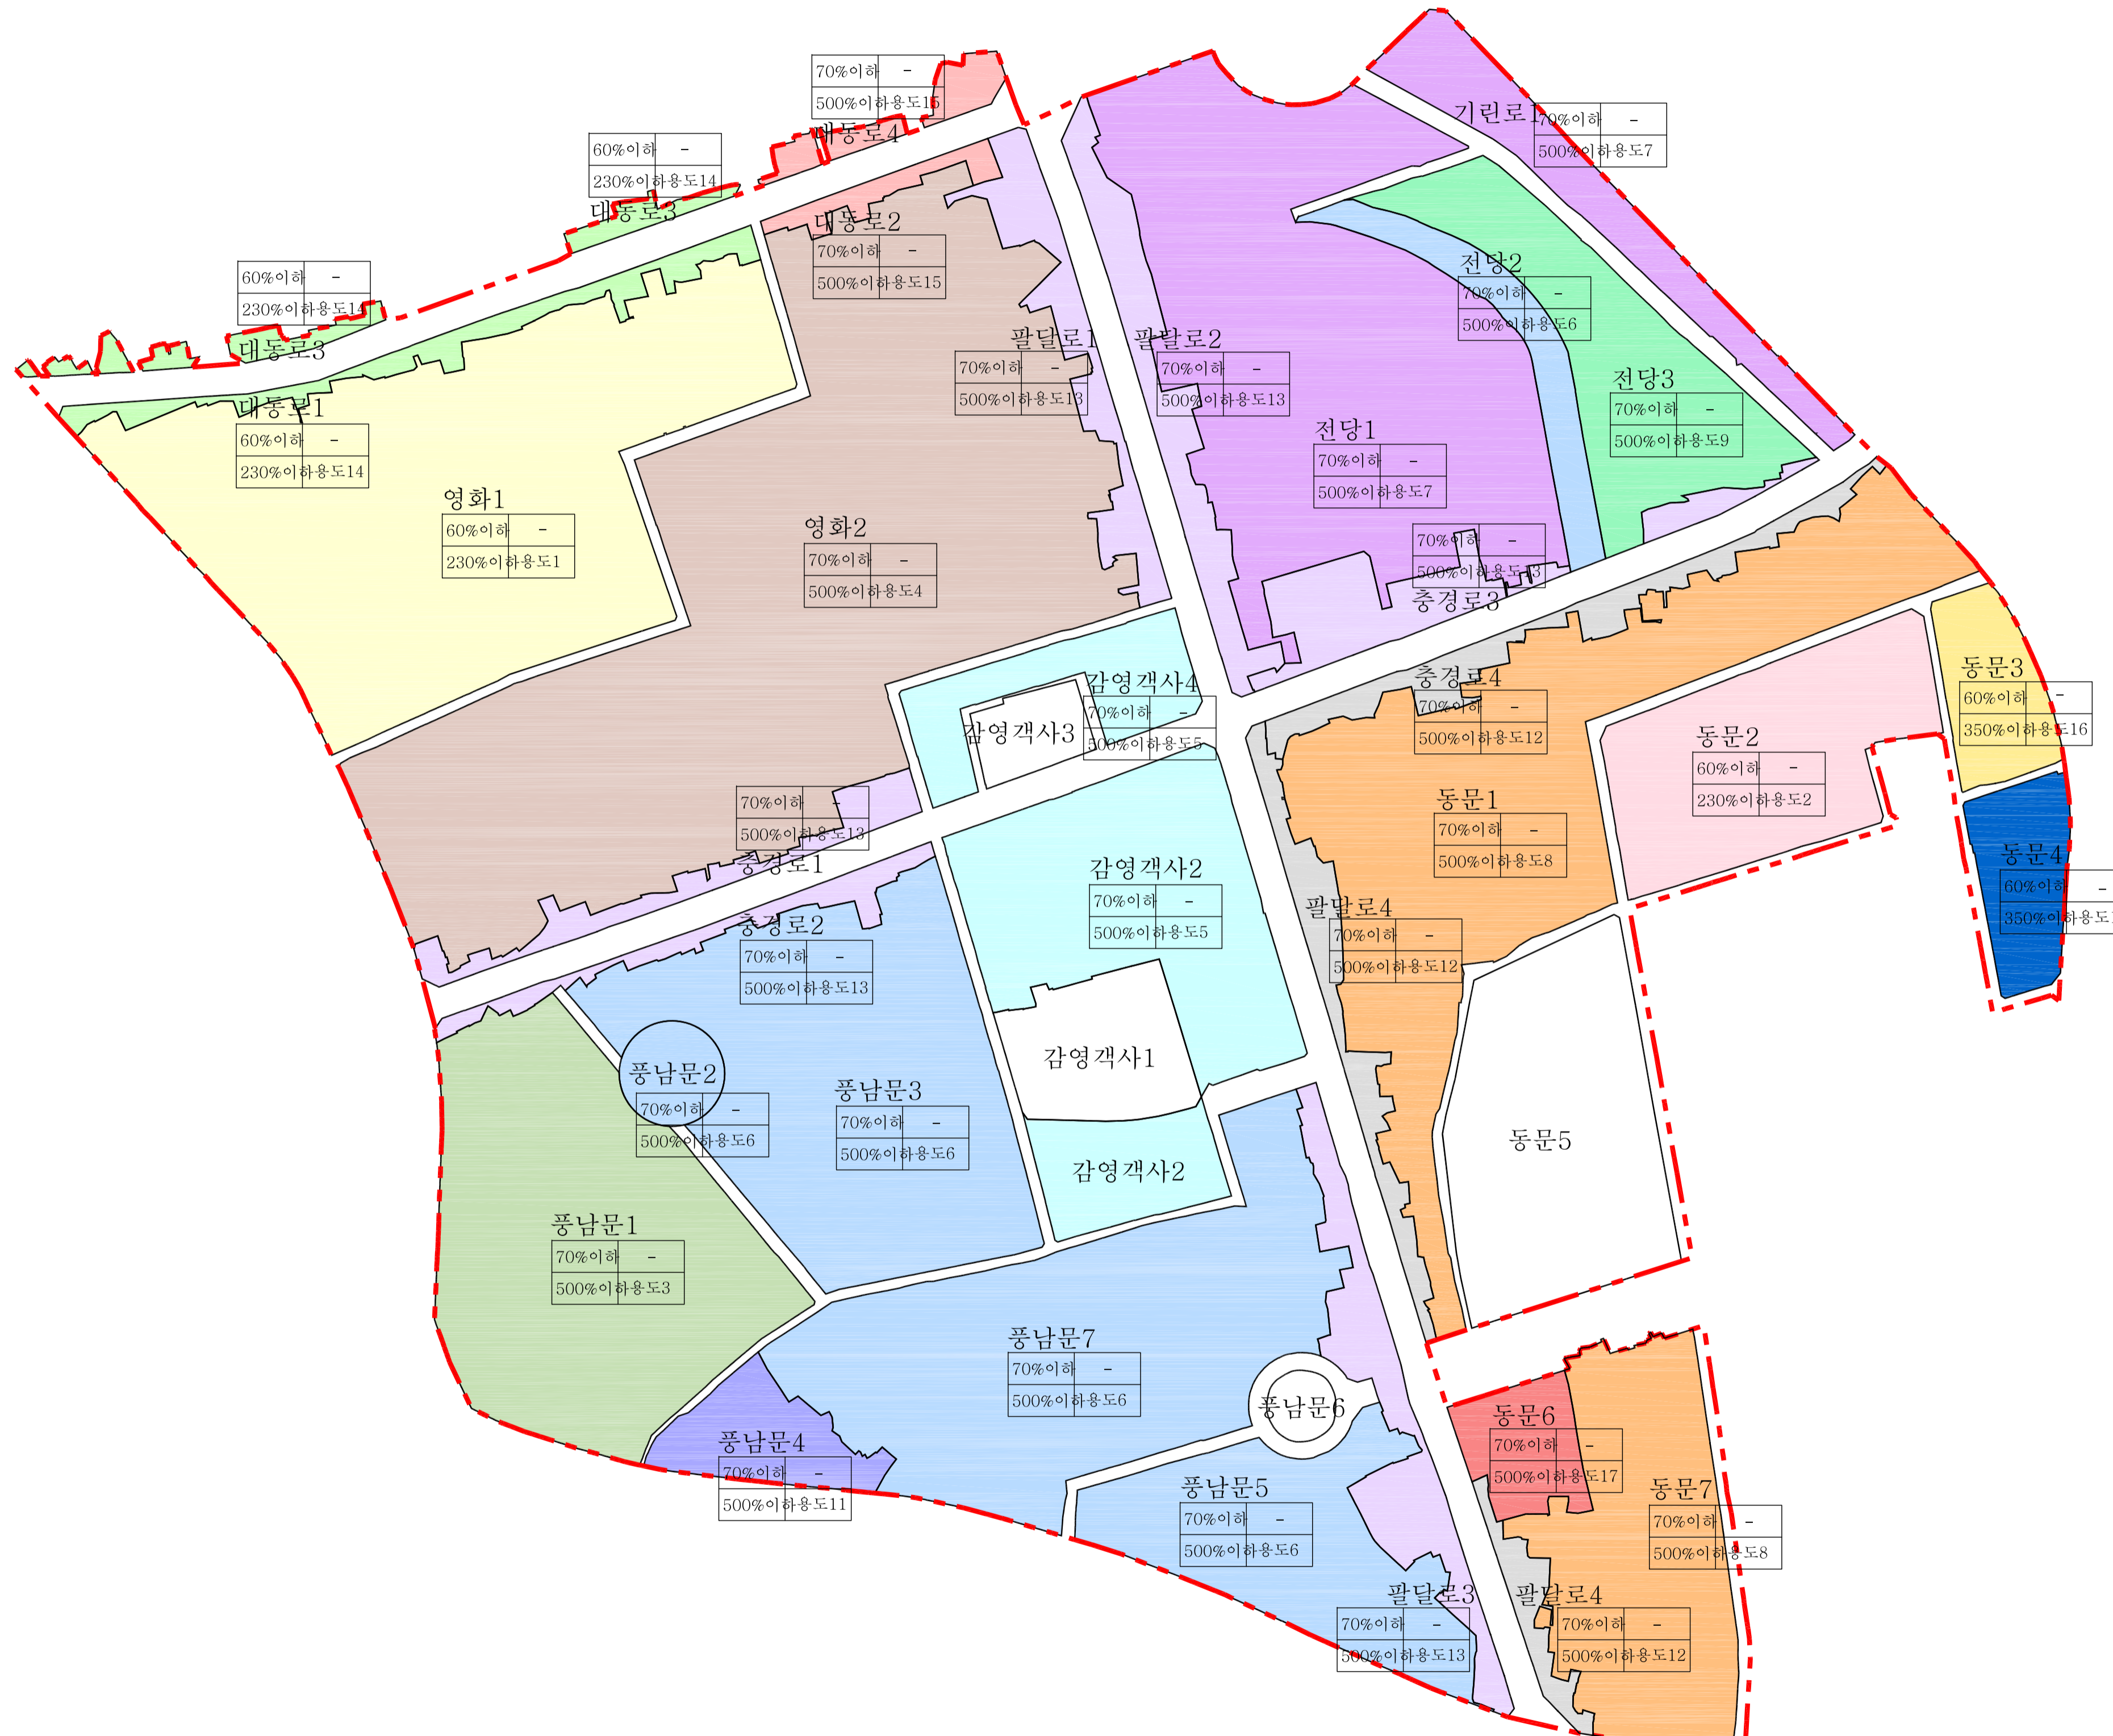 70%이하 -
500%이하 용도15
대동로4
60%이하 -
230%이하 용도14
대동로3
기린로1
70%이하 -
500%이하 용도7
대동로2
70%이하 -
500%이하 용도15
60%이하 -
230%이하 용도14
대동로3
전당2
70%이하 -
500%이하 용도6
팔달로1
70%이하 -
500%이하 용도13
팔달로2
70%이하 -
500%이하 용도13
전당3
70%이하 -
500%이하 용도9
대동로1
60%이하 -
230%이하 용도14
전당1
70%이하 -
500%이하 용도7
영화1
60%이하 -
230%이하 용도1
영화2
70%이하 -
500%이하 용도4
70%이하 -
500%이하 용도13
충경로3
감영객사4
70%이하 -
500%이하 용도5
감영객사3
충경로4
70%이하 -
500%이하 용도12
동문3
60%이하 -
350%이하 용도16
동문2
60%이하 -
230%이하 용도2
70%이하 -
500%이하 용도13
충경로1
동문1
70%이하 -
500%이하 용도8
동문4
60%이하 -
350%이하
감영객사2
70%이하 -
500%이하 용도5
충경로2
70%이하 -
500%이하 용도13
팔달로4
70%이하 -
500%이하 용도12
감영객사1
풍남문2
70%이하 -
500%이하 용도6
풍남문3
70%이하 -
500%이하 용도6
동문5
감영객사2
풍남문1
70%이하 -
500%이하 용도3
풍남문7
70%이하 -
500%이하 용도6
풍남문6
동문6
70%이하 -
500%이하 용도17
풍남문4
70%이하 -
500%이하 용도11
풍남문5
70%이하 -
500%이하 용도6
동문7
70%이하 -
500%이하 용도8
팔달로3
70%이하 -
500%이하 용도13
팔달로4
70%이하 -
500%이하 용도12